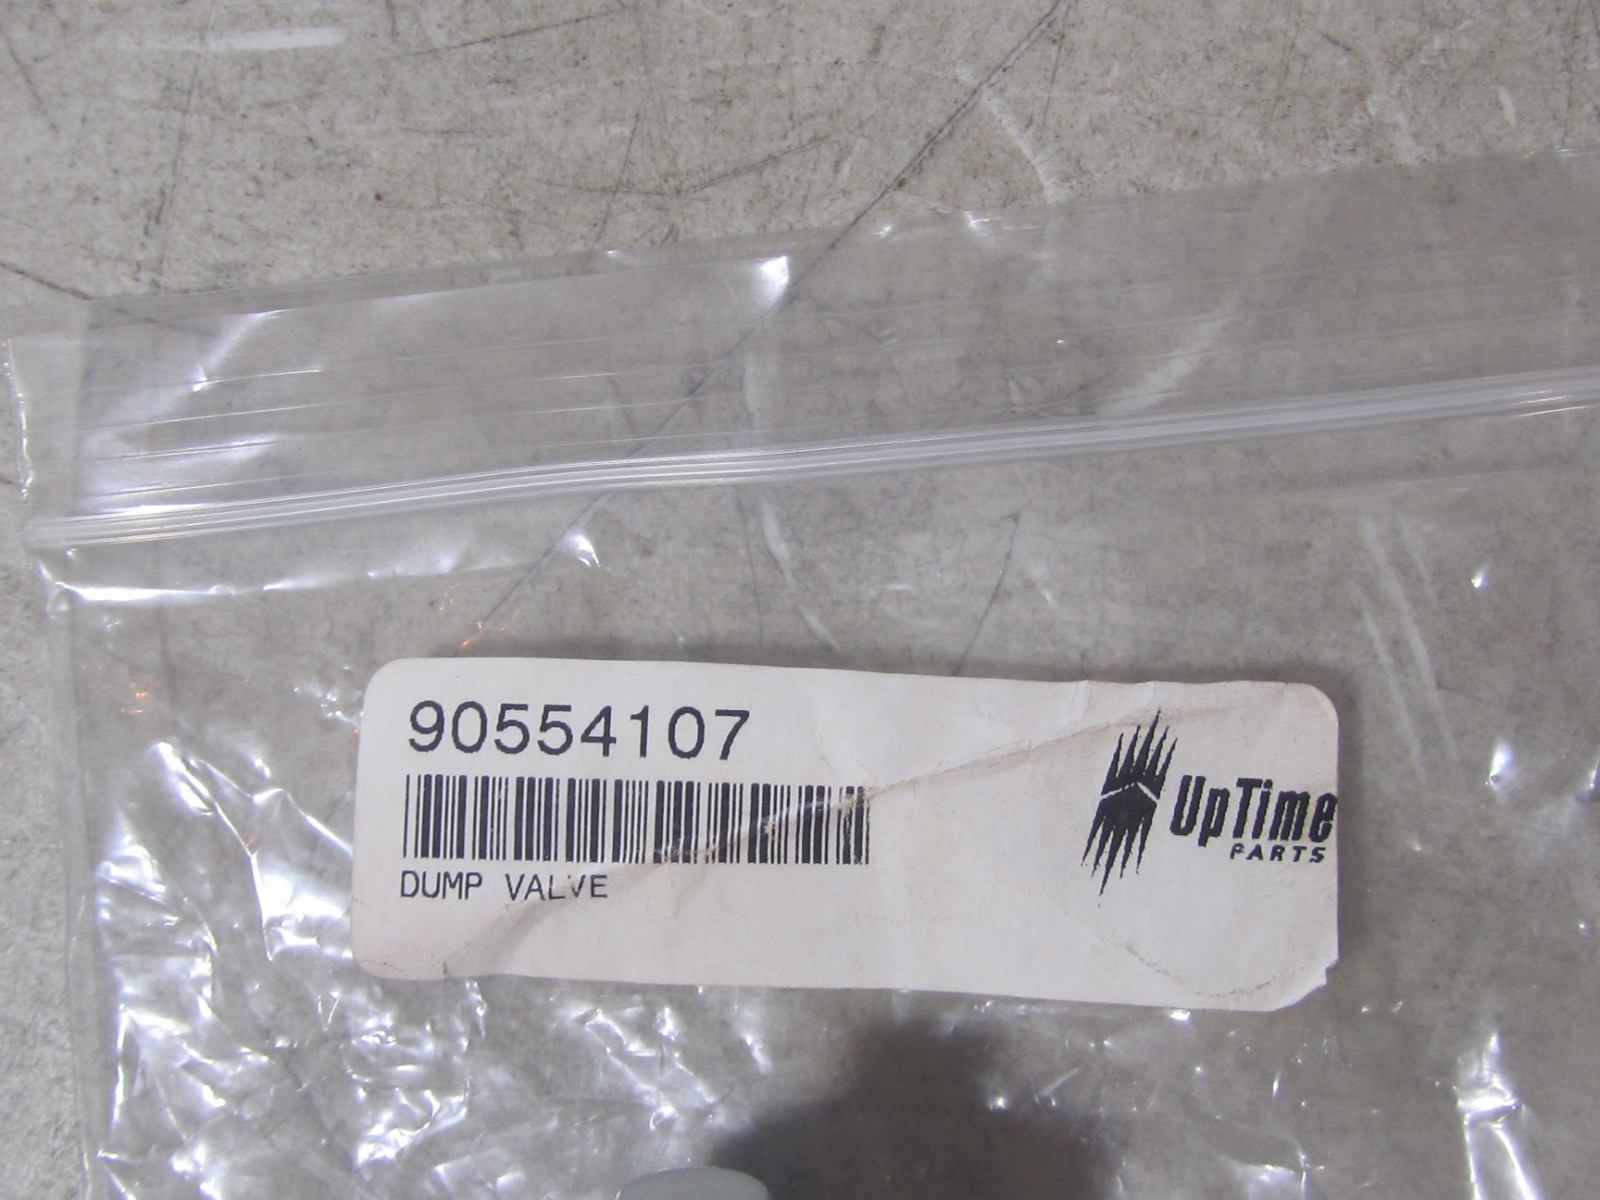 90554107
DUMP VALVE
UpTime
PARTS